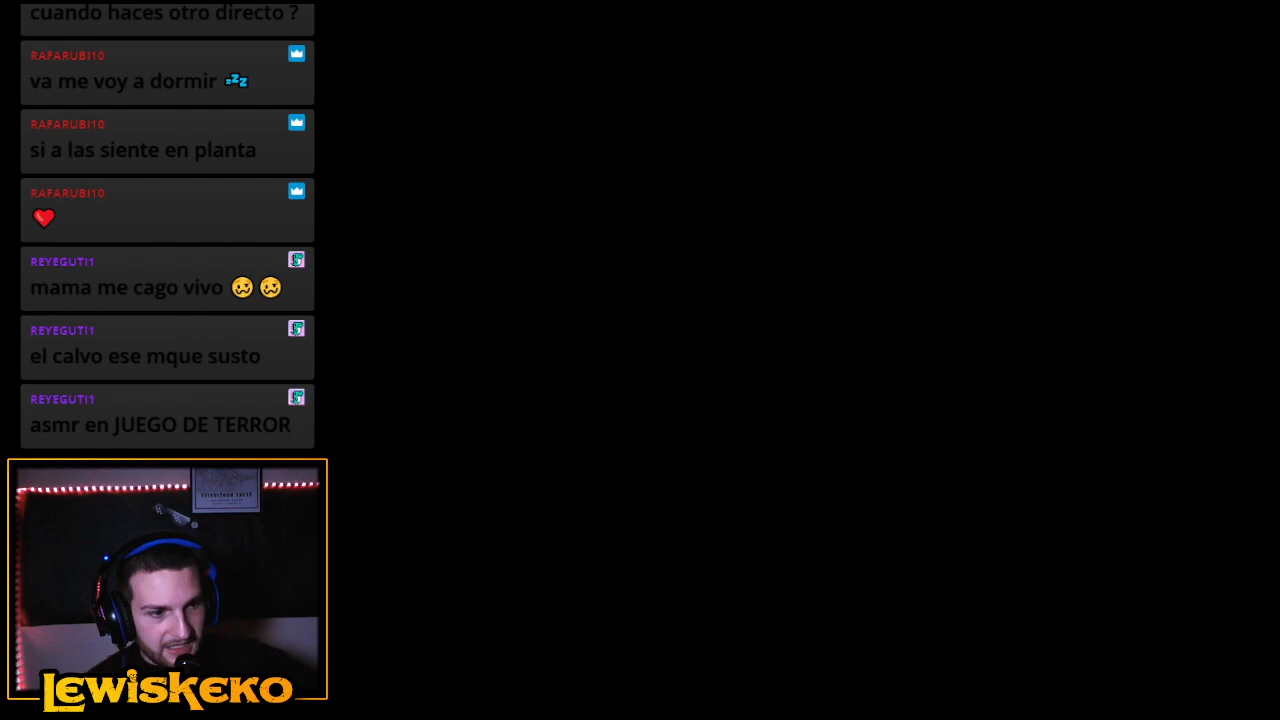 cuando haces otro directo ?
RAFARUBI10
va me voy a dormir 💤
RAFARUBI10
si a las siente en planta
RAFARUBI10
❤️
REYEGUTI1
mama me cago vivo 🥴🥴
REYEGUTI1
el calvo ese mque susto
REYEGUTI1
asmr en JUEGO DE TERROR
LEWISKEKO